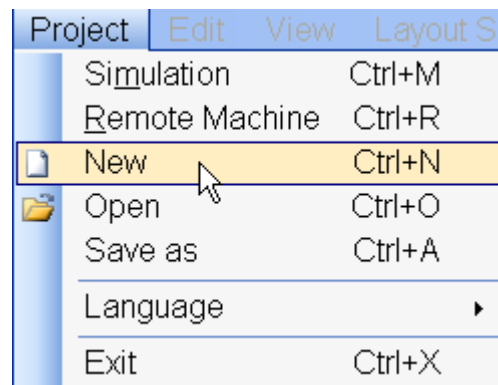 Project Edit View Layout S
Simulation Ctrl+M
Remote Machine Ctrl+R
New Ctrl+N
Open Ctrl+O
Save as Ctrl+A
Language
Exit Ctrl+X